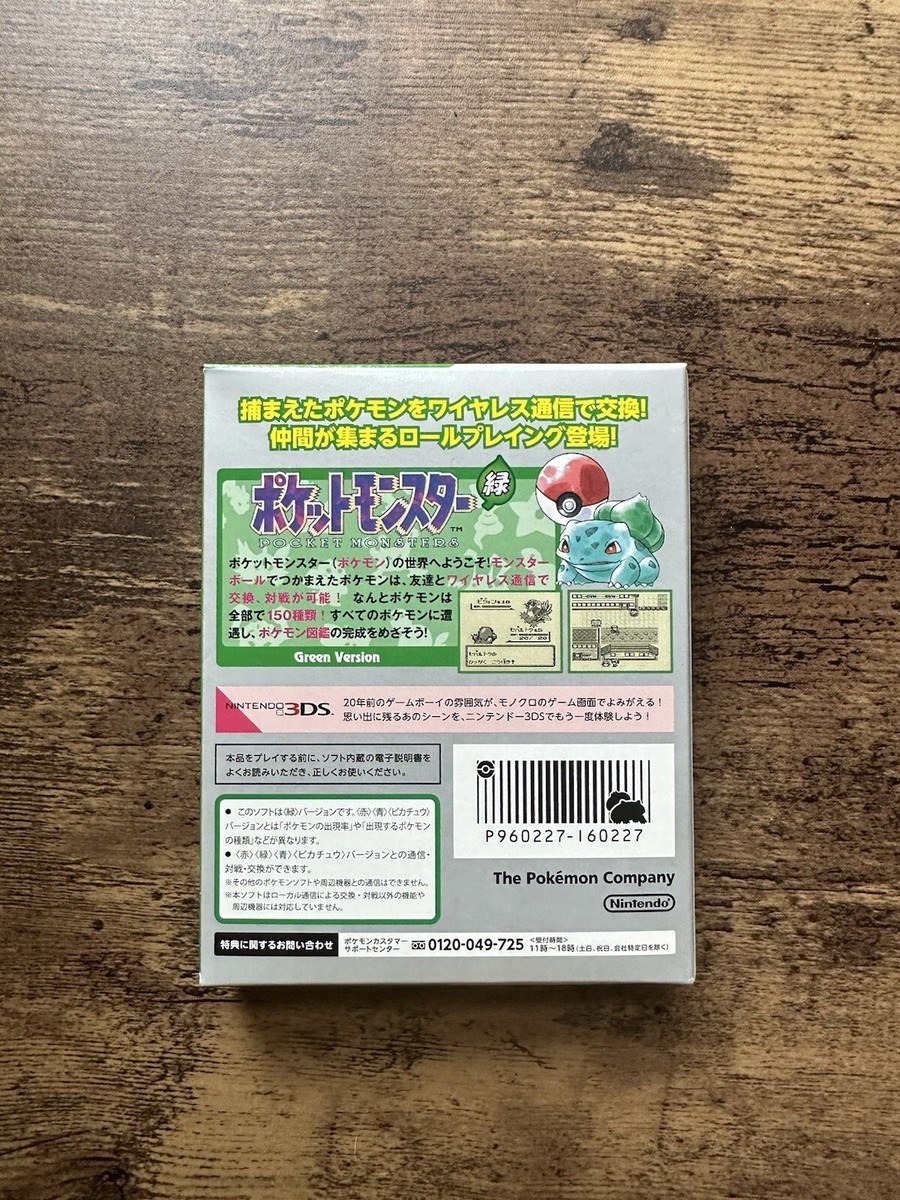 捕まえたポケモンをワイヤレス通信で交換!
仲間が集まるロールプレイング登場!
ポケットモンスター 緑
TM
POCKET MONSTERS
ポケットモンスター(ポケモン)の世界へようこそ!モンスター
ボールでつかまえたポケモンは、友達とワイヤレス通信で
交換、対戦が可能! なんとポケモンは
全部で150種類!すべてのポケモンに遭
遇し、ポケモン図鑑の完成をめざそう!
Green Version
NINTENDO 3DS
20年前のゲームボーイの雰囲気が、モノクロのゲーム画面でよみがえる!
思い出に残るあのシーンを、ニンテンドー3DSでもう一度体験しよう!
本品をプレイする前に、ソフト内蔵の電子説明書を
よくお読みいただき、正しくお使いください。
● このソフトは〈緑〉バージョンです。〈赤〉〈青〉〈ピカチュウ〉
バージョンとは「ポケモンの出現率」や「出現するポケモン
の種類」などが異なります。
● 〈赤〉〈緑〉〈青〉〈ピカチュウ〉バージョンとの通信・
対戦・交換ができます。
※その他のポケモンソフトや周辺機器との通信はできません。
※本ソフトはローカル通信による交換・対戦以外の機能や
周辺機器には対応していません。
P960227-160227
The Pokémon Company
Nintendo
特典に関するお問い合わせ
ポケモンカスタマー
サポートセンター
0120-049-725
<受付時間>
11時~18時(土、日、祝日、会社特定日を除く)